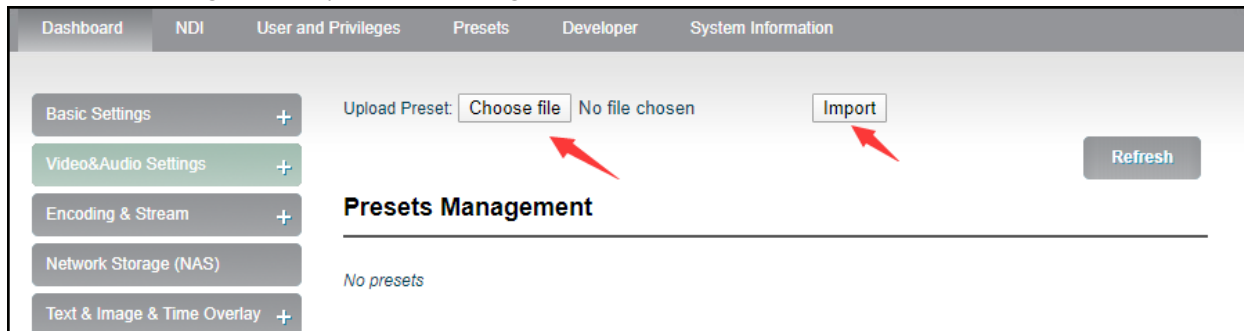 Dashboard NDI User and Privileges Presets Developer System Information
Basic Settings +
Upload Preset: Choose file No file chosen Import
Video&Audio Settings +
Refresh
Encoding & Stream +
Presets Management
Network Storage (NAS)
No presets
Text & Image & Time Overlay +